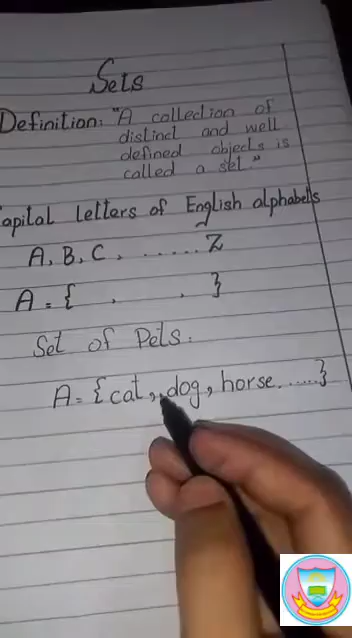 Sets
Definition: "A collection of
distinct and well
defined objects is
called a set"
apital letters of English alphabets
A, B, C, ...... Z
A = { , , }
Set of Pets.
A = {cat, dog, horse......}